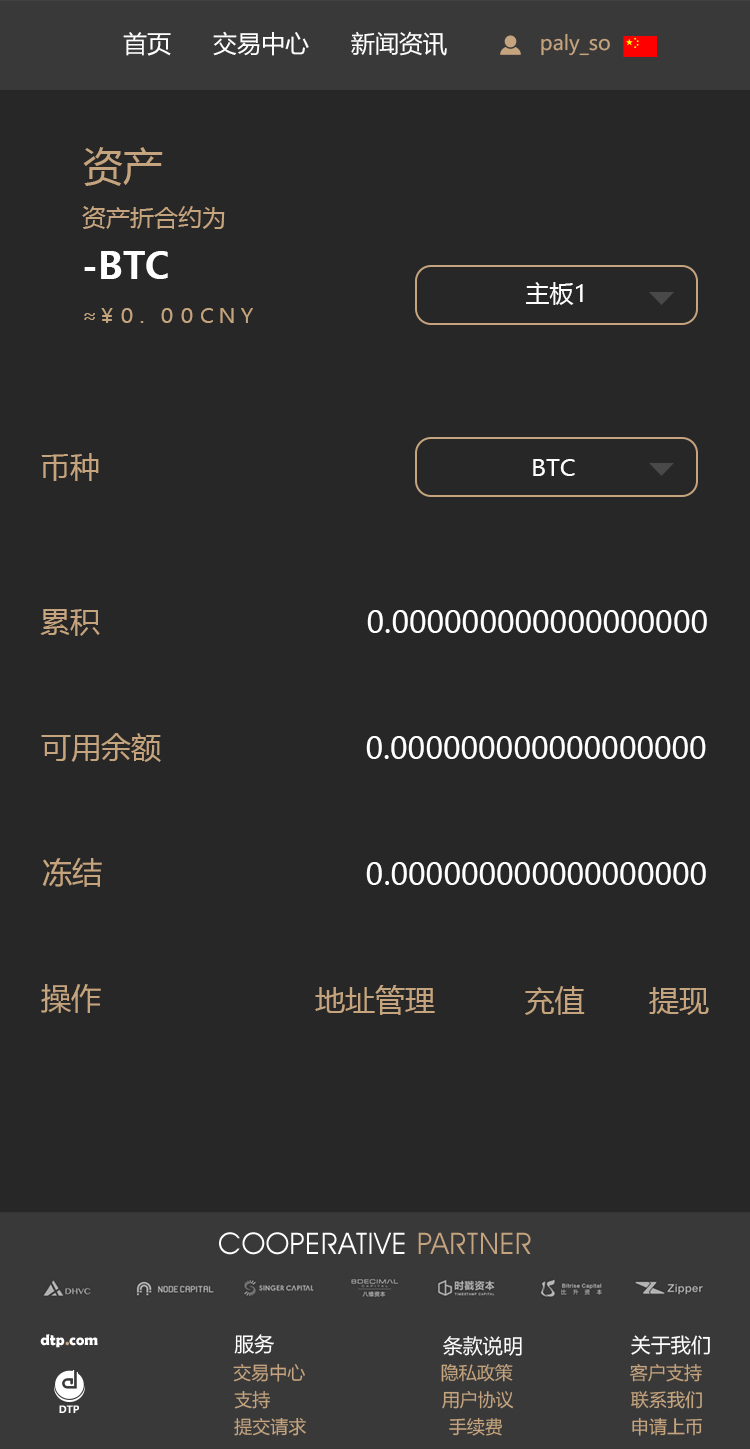 首页 交易中心 新闻资讯 paly_so
资产
资产折合约为
-BTC
≈¥0.00CNY
主板1
币种 BTC
累积 0.000000000000000000
可用余额 0.000000000000000000
冻结 0.000000000000000000
操作 地址管理 充值 提现
COOPERATIVE PARTNER
DHVC NODE CAPITAL SINGER CAPITAL 8DECIMAL CAPITAL 八维资本 时戳资本 TIMESTAMP CAPITAL Bitrise Capital 比升资本 Zipper
dtp.com 服务 条款说明 关于我们
交易中心 隐私政策 客户支持
支持 用户协议 联系我们
DTP
提交请求 手续费 申请上币